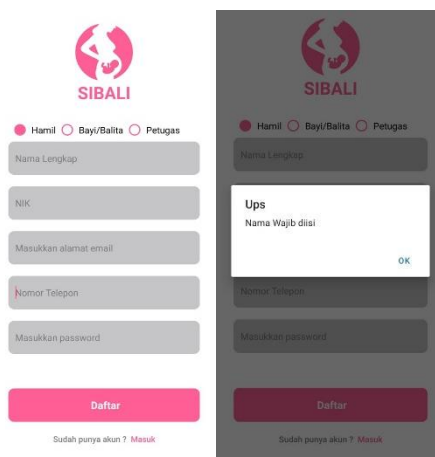 SIBALI
Hamil Bayi/Balita Petugas
Nama Lengkap
NIK
Masukkan alamat email
Nomor Telepon
Masukkan password
Daftar
Sudah punya akun ? Masuk
SIBALI
Hamil Bayi/Balita Petugas
Nama Lengkap
Ups
Nama Wajib diisi
OK
Nomor Telepon
Masukkan password
Daftar
Sudah punya akun ? Masuk